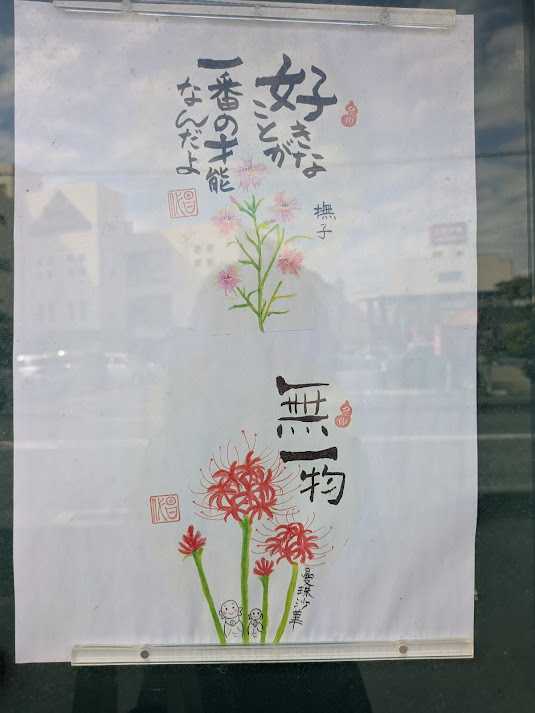 好きな
ことが
一番の才能
なんだよ
撫子
無一物
曼珠沙華